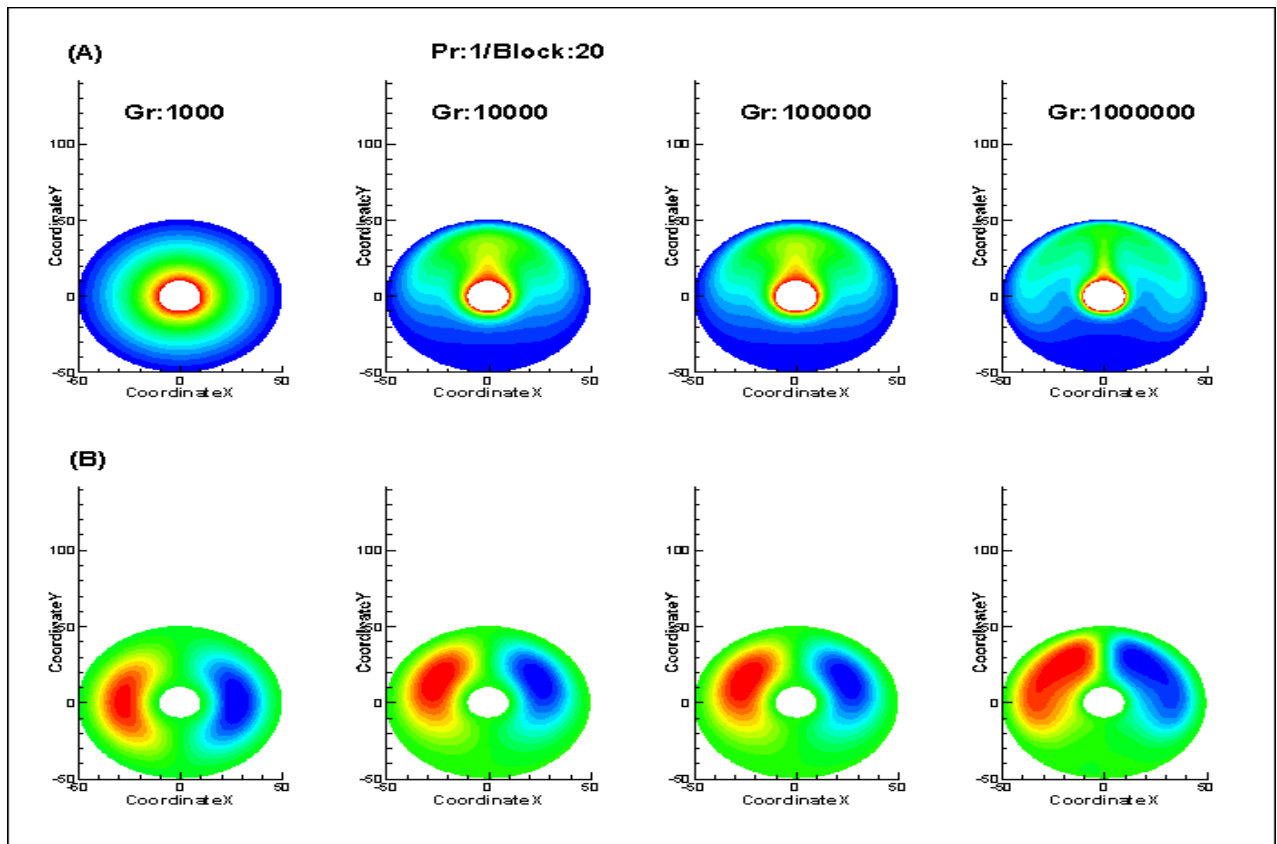 (A) Pr:1/Block:20
Gr:1000 Gr:10000 Gr:100000 Gr:1000000
100 100 100 100
CoordinateY CoordinateY CoordinateY CoordinateY
50 50 50 50
0 0 0 0
-50 -50 -50 -50
-50 0 50 -50 0 50 -50 0 50 -50 0 50
CoordinateX CoordinateX CoordinateX CoordinateX
(B)
100 100 100 100
CoordinateY CoordinateY CoordinateY CoordinateY
50 50 50 50
0 0 0 0
-50 -50 -50 -50
-50 0 50 -50 0 50 -50 0 50 -50 0 50
CoordinateX CoordinateX CoordinateX CoordinateX